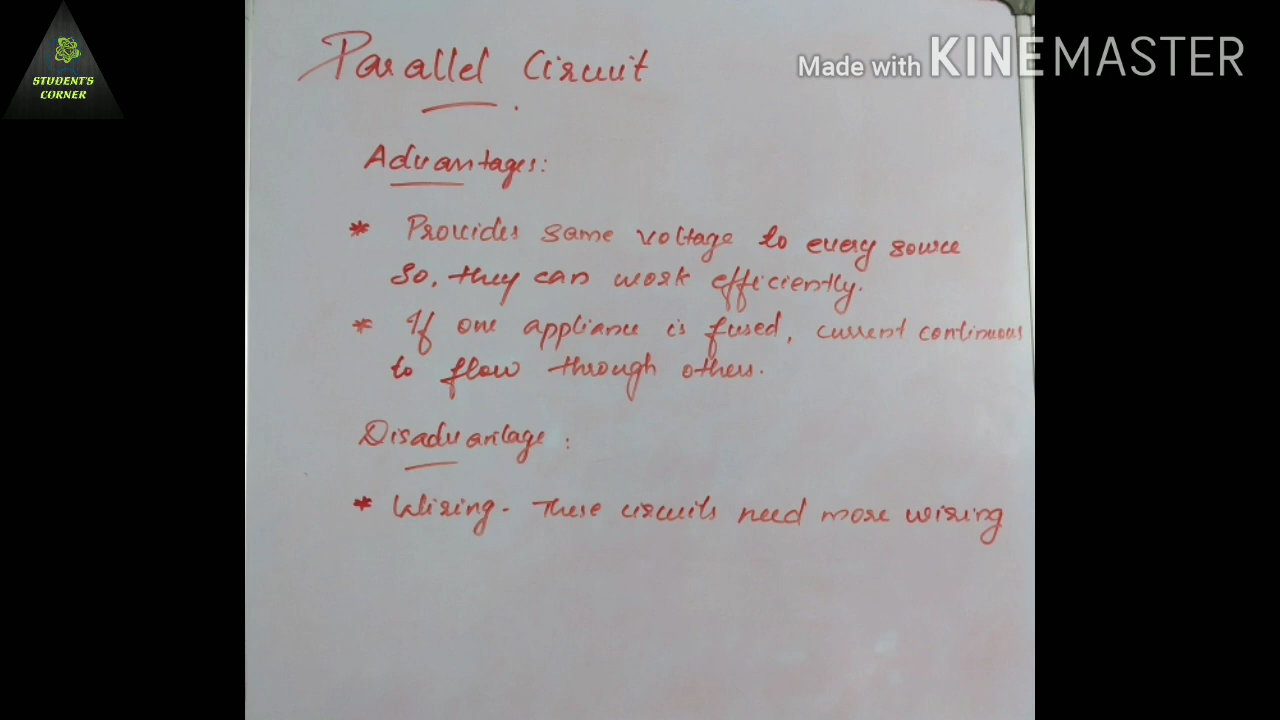 STUDENT'S
CORNER
Made with KINEMASTER
Parallel Circuit
Advantages:
* Provides same voltage to every source
So, they can work efficiently.
* If one appliance is fused, current continuous
to flow through others.
Disadvantage :
* Wiring - These circuits need more wiring